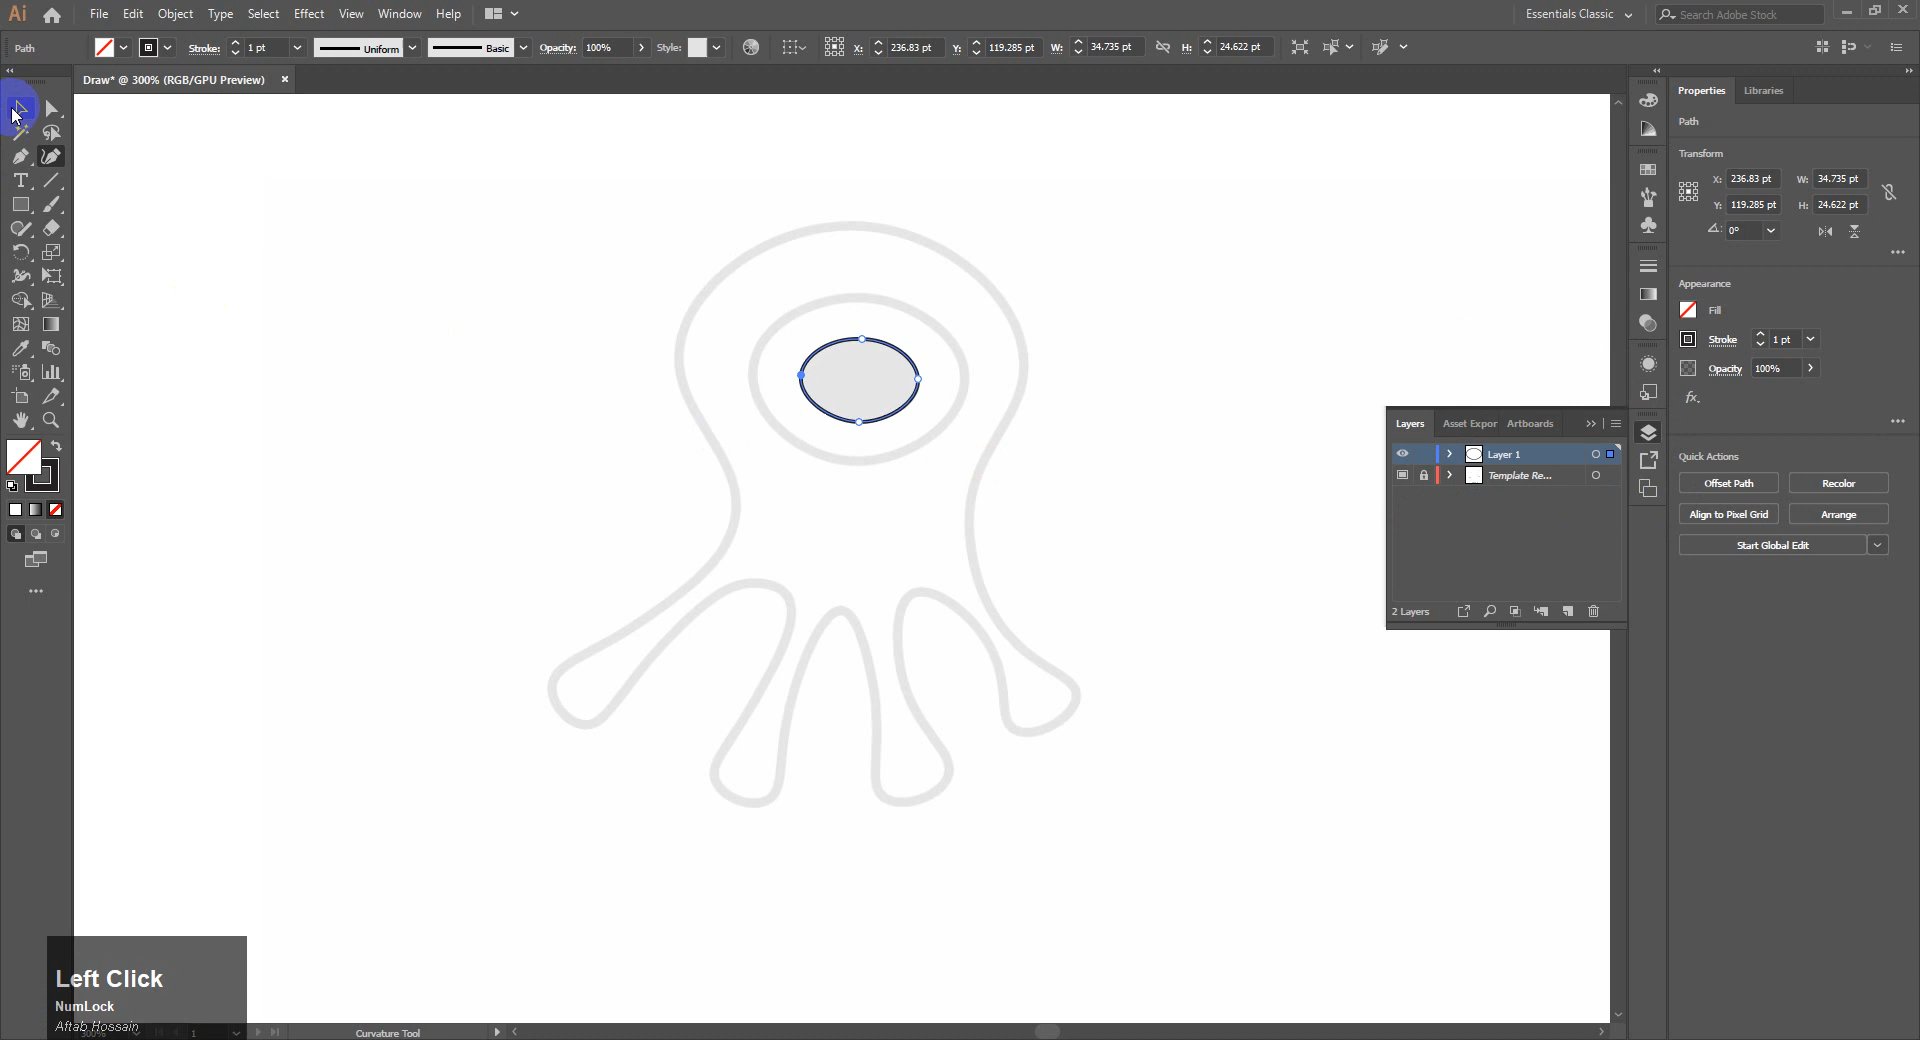 Ai File Edit Object Type Select Effect View Window Help Essentials Classic Search Adobe Stock
Path Stroke: 1 pt Uniform Basic Opacity: 100% Style: X: 236.83 pt Y: 119.285 pt W: 34.735 pt H: 24.622 pt
Draw* @ 300% (RGB/GPU Preview)
Properties Libraries
Path
Transform
X: 236.83 pt W: 34.735 pt
Y: 119.285 pt H: 24.622 pt
0°
Appearance
Fill
Stroke 1 pt
Opacity 100%
fx.
Quick Actions
Offset Path Recolor
Align to Pixel Grid Arrange
Start Global Edit
Layers Asset Expor Artboards
Layer 1
Template Re...
2 Layers
Left Click
NumLock
Aftab Hossain
300% 1 Curvature Tool